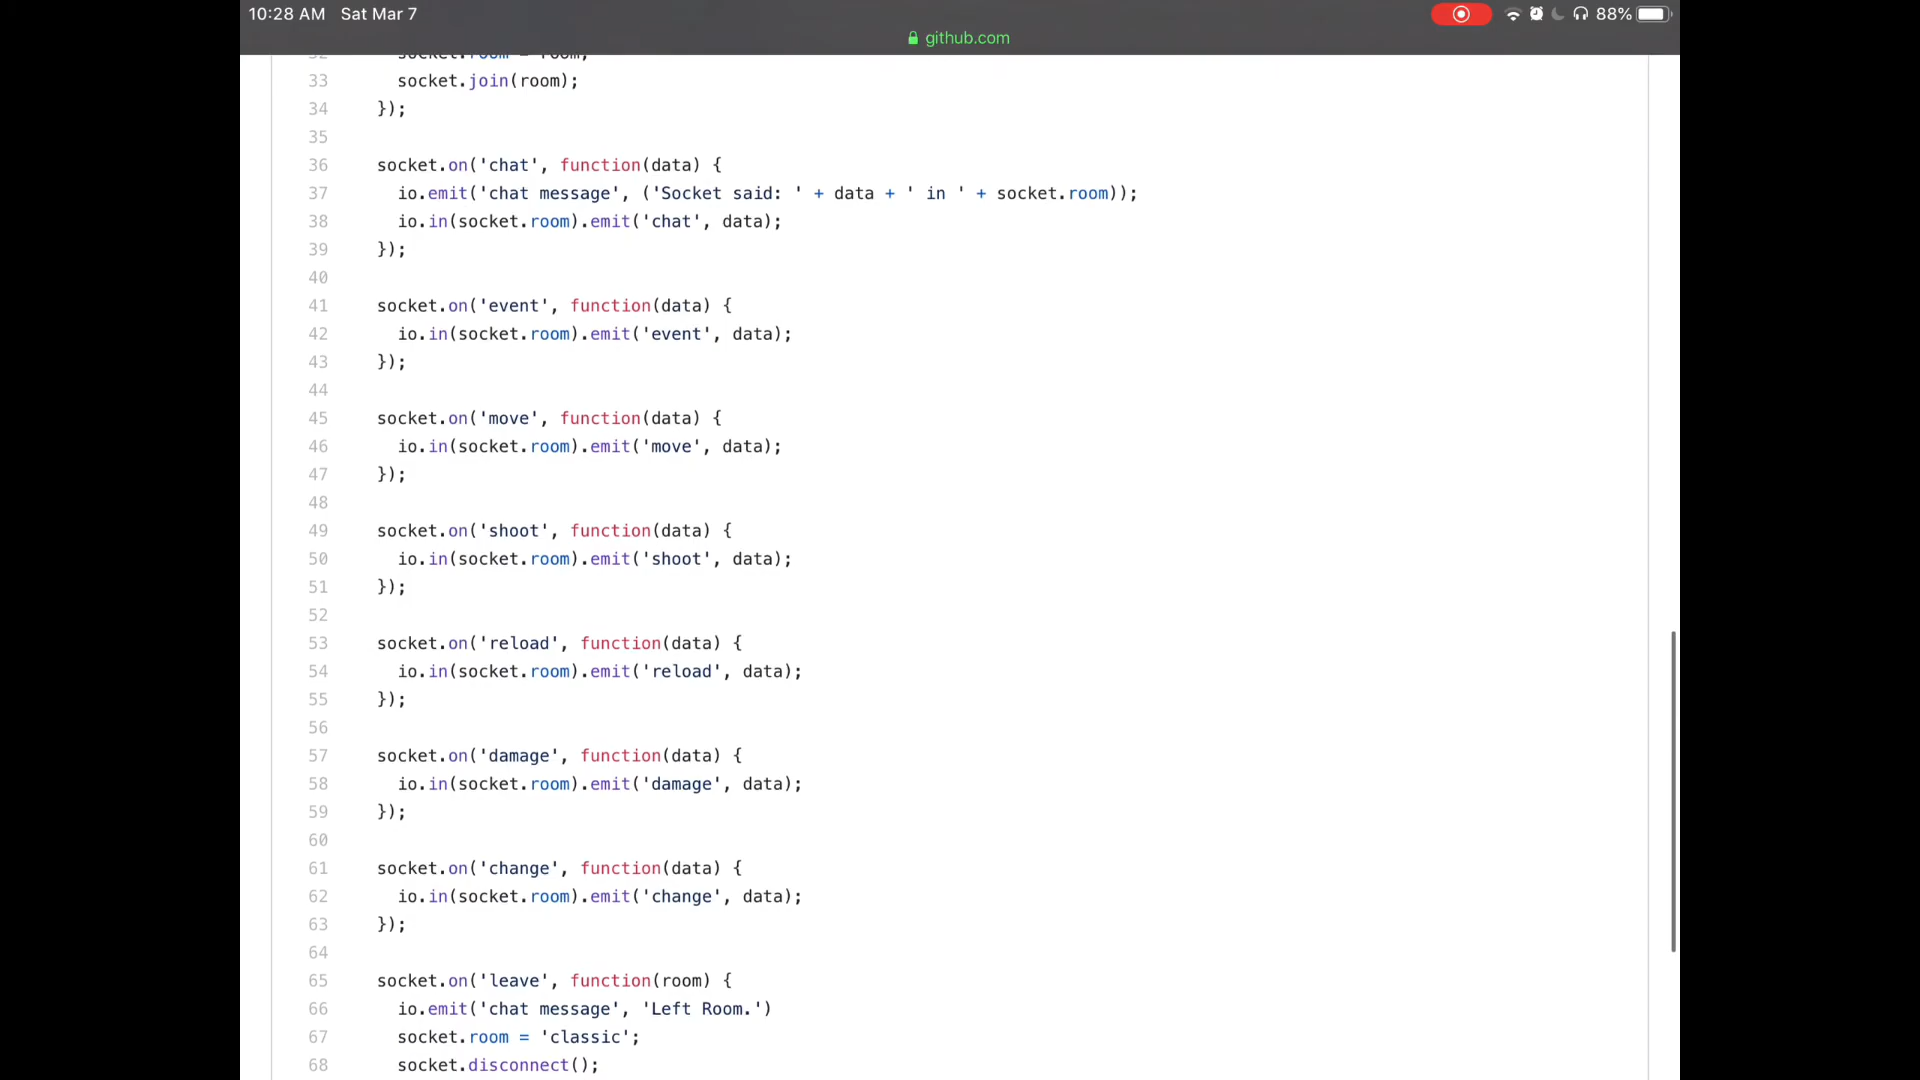 10:28 AM Sat Mar 7
88%
github.com
32 socket.room = room;
33 socket.join(room);
34 });
35
36 socket.on('chat', function(data) {
37 io.emit('chat message', ('Socket said: ' + data + ' in ' + socket.room));
38 io.in(socket.room).emit('chat', data);
39 });
40
41 socket.on('event', function(data) {
42 io.in(socket.room).emit('event', data);
43 });
44
45 socket.on('move', function(data) {
46 io.in(socket.room).emit('move', data);
47 });
48
49 socket.on('shoot', function(data) {
50 io.in(socket.room).emit('shoot', data);
51 });
52
53 socket.on('reload', function(data) {
54 io.in(socket.room).emit('reload', data);
55 });
56
57 socket.on('damage', function(data) {
58 io.in(socket.room).emit('damage', data);
59 });
60
61 socket.on('change', function(data) {
62 io.in(socket.room).emit('change', data);
63 });
64
65 socket.on('leave', function(room) {
66 io.emit('chat message', 'Left Room.')
67 socket.room = 'classic';
68 socket.disconnect();